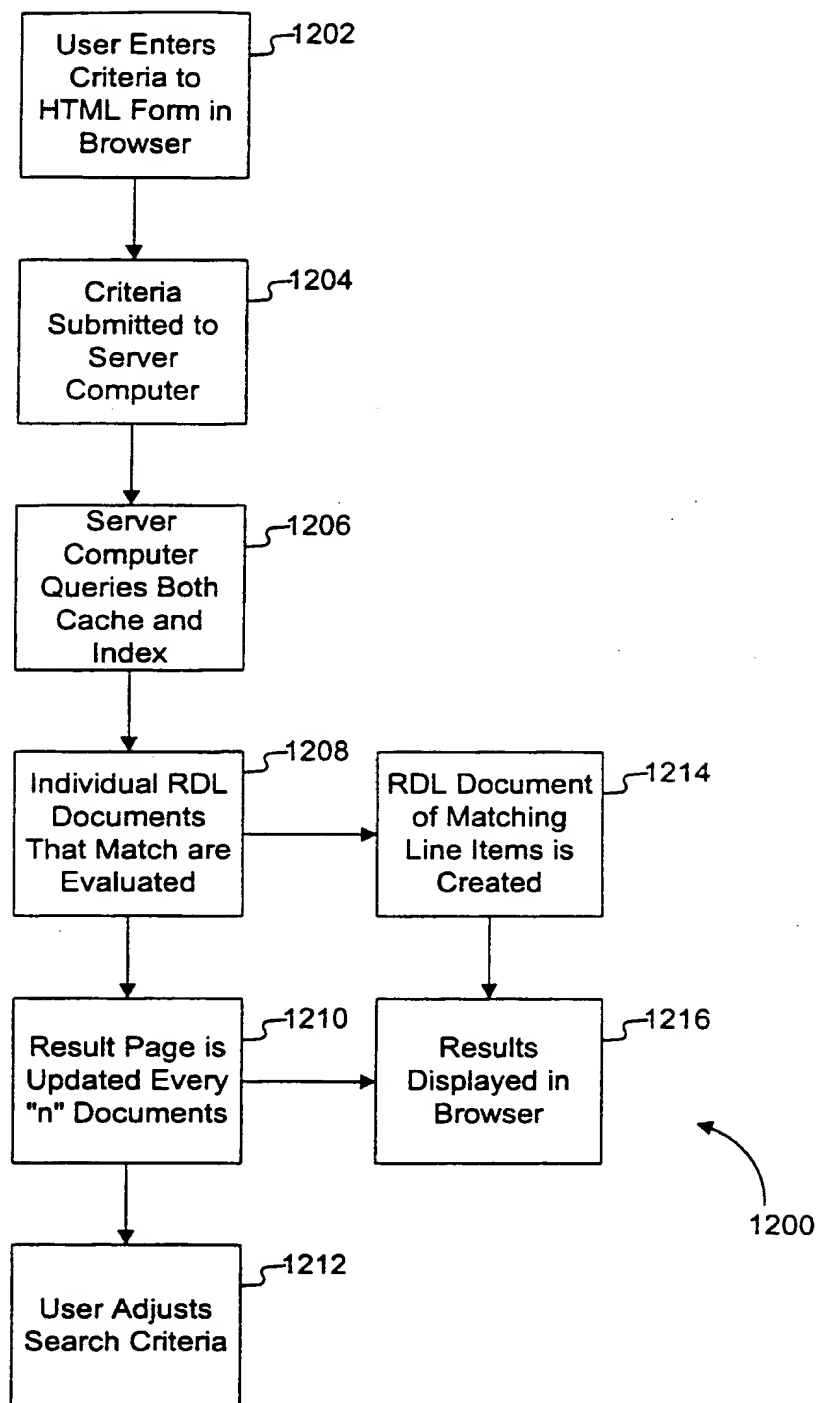 User Enters
Criteria to
HTML Form in
Browser
1202
Criteria
Submitted to
Server
Computer
1204
Server
Computer
Queries Both
Cache and
Index
1206
Individual RDL
Documents
That Match are
Evaluated
1208
RDL Document
of Matching
Line Items is
Created
1214
Result Page is
Updated Every
"n" Documents
1210
Results
Displayed in
Browser
1216
1200
User Adjusts
Search Criteria
1212